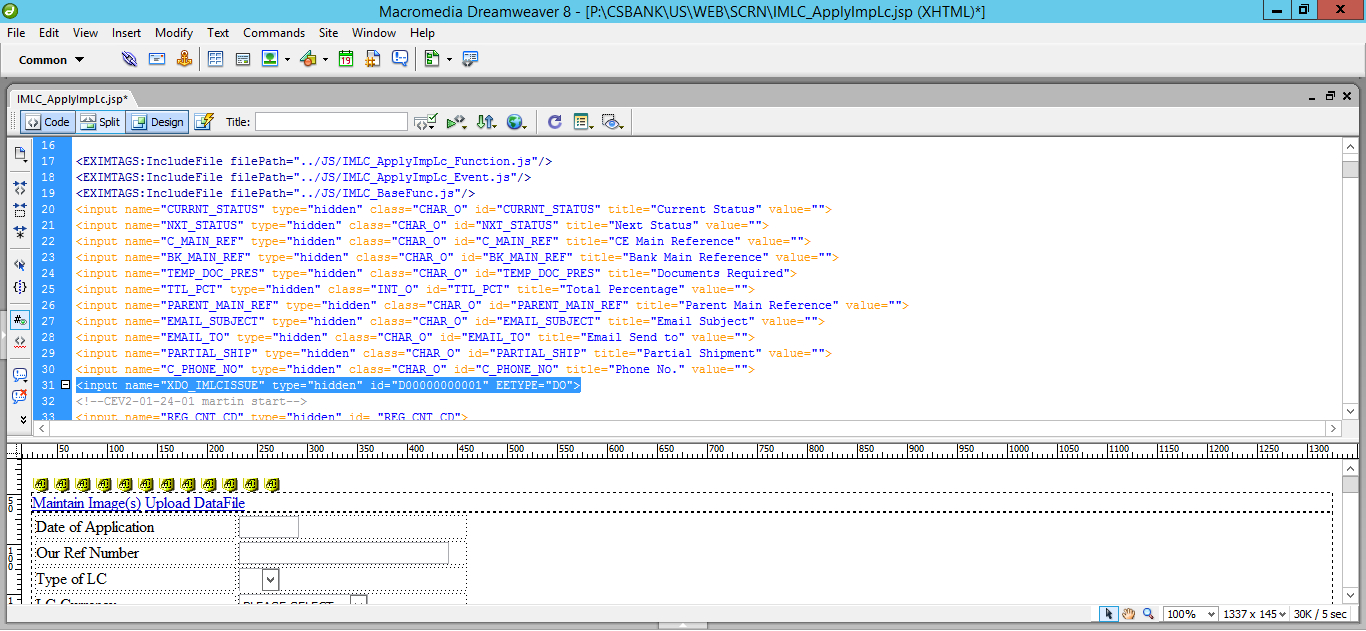 Macromedia Dreamweaver 8 - [P:\CSBANK\US\WEB\SCRN\IMLC_ApplyImpLc.jsp (XHTML)*]
File Edit View Insert Modify Text Commands Site Window Help
Common
IMLC_ApplyImpLc.jsp*
Code Split Design Title:
16
17 <EXIMTAGS:IncludeFile filePath="../JS/IMLC_ApplyImpLc_Function.js"/>
18 <EXIMTAGS:IncludeFile filePath="../JS/IMLC_ApplyImpLc_Event.js"/>
19 <EXIMTAGS:IncludeFile filePath="../JS/IMLC_BaseFunc.js"/>
20 <input name="CURRNT_STATUS" type="hidden" class="CHAR_O" id="CURRNT_STATUS" title="Current Status" value="">
21 <input name="NXT_STATUS" type="hidden" class="CHAR_O" id="NXT_STATUS" title="Next Status" value="">
22 <input name="C_MAIN_REF" type="hidden" class="CHAR_O" id="C_MAIN_REF" title="CE Main Reference" value="">
23 <input name="BK_MAIN_REF" type="hidden" class="CHAR_O" id="BK_MAIN_REF" title="Bank Main Reference" value="">
24 <input name="TEMP_DOC_PRES" type="hidden" class="CHAR_O" id="TEMP_DOC_PRES" title="Documents Required">
25 <input name="TTL_PCT" type="hidden" class="INT_O" id="TTL_PCT" title="Total Percentage" value="">
26 <input name="PARENT_MAIN_REF" type="hidden" class="CHAR_O" id="PARENT_MAIN_REF" title="Parent Main Reference" value="">
27 <input name="EMAIL_SUBJECT" type="hidden" class="CHAR_O" id="EMAIL_SUBJECT" title="Email Subject" value="">
28 <input name="EMAIL_TO" type="hidden" class="CHAR_O" id="EMAIL_TO" title="Email Send to" value="">
29 <input name="PARTIAL_SHIP" type="hidden" class="CHAR_O" id="PARTIAL_SHIP" title="Partial Shipment" value="">
30 <input name="C_PHONE_NO" type="hidden" class="CHAR_O" id="C_PHONE_NO" title="Phone No." value="">
31 <input name="XDO_IMLCISSUE" type="hidden" id="D00000000001" EETYPE="DO">
32 <!--CEV2-01-24-01 martin start-->
33 <input name="REG_CNT_CD" type="hidden" id= "REG_CNT_CD">
50 100 150 200 250 300 350 400 450 500 550 600 650 700 750 800 850 900 950 1000 1050 1100 1150 1200 1250 1300
Maintain Image(s) Upload DataFile
50
Date of Application
100
Our Ref Number
Type of LC
LC Currency PLEASE SELECT
100% 1337 x 145 30K / 5 sec